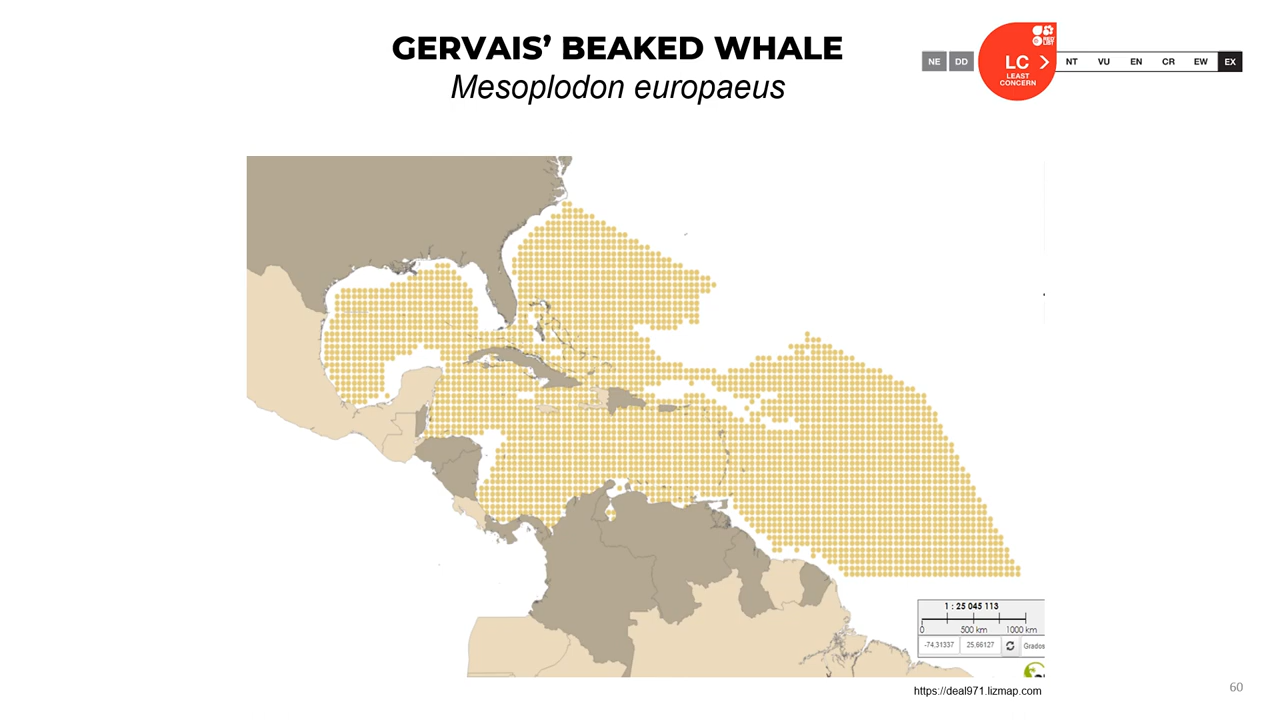 GERVAIS’ BEAKED WHALE
Mesoplodon europaeus
NE DD LC NT VU EN CR EW EX
LEAST
CONCERN
1 : 25 045 113
0 500 km 1000 km
-74,31337 25,66127 Grados
https://deal971.lizmap.com
60